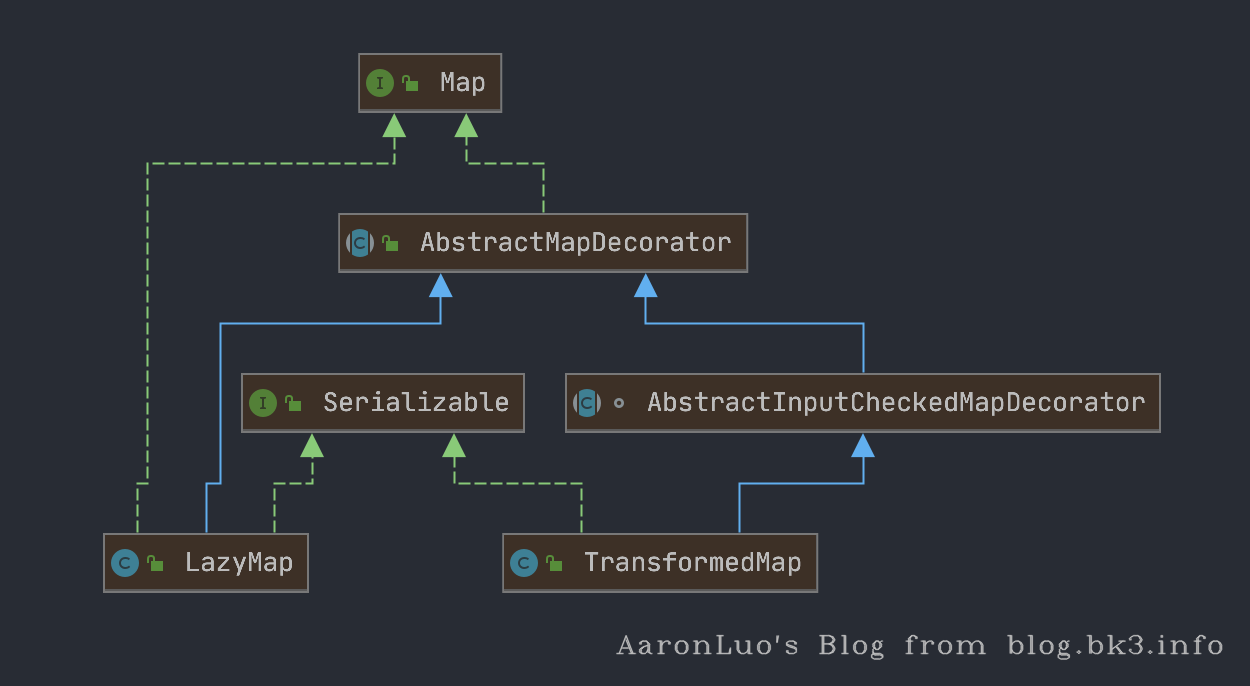 I Map
C AbstractMapDecorator
I Serializable
C AbstractInputCheckedMapDecorator
C LazyMap
C TransformedMap
AaronLuo's Blog from blog.bk3.info